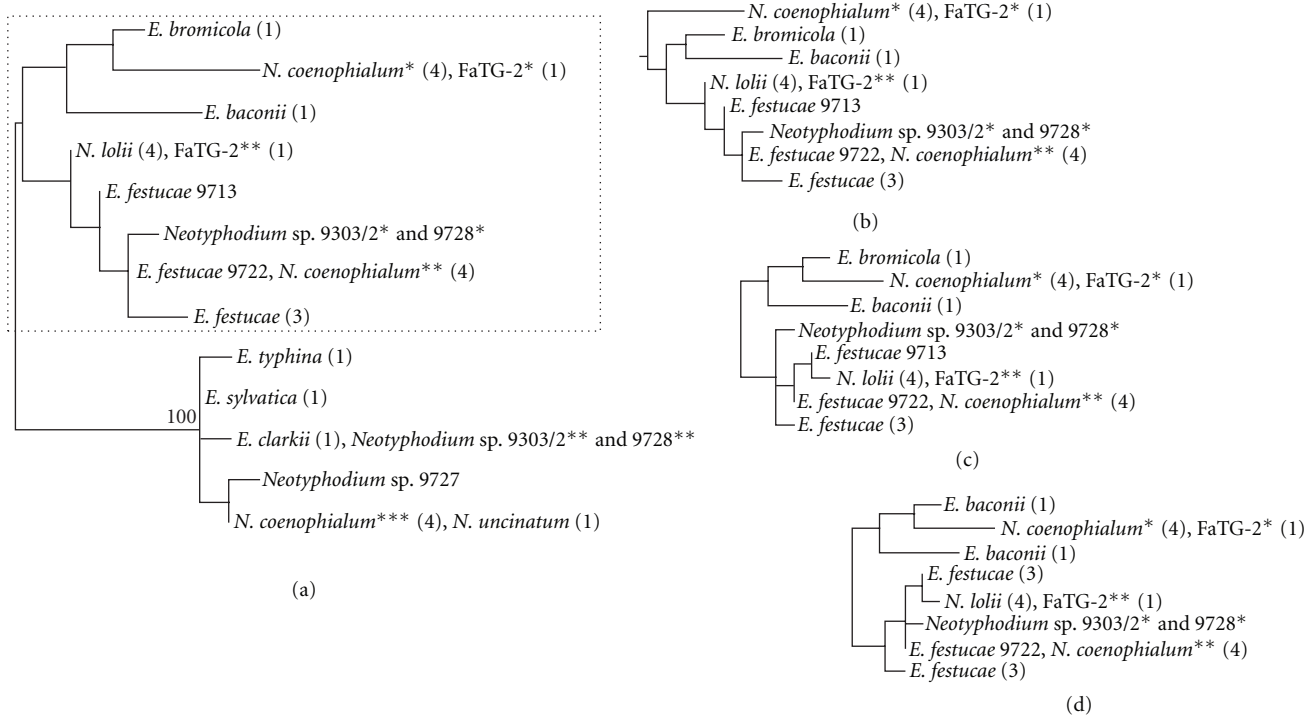 E. bromicola (1)
N. coenophialum* (4), FaTG-2* (1)
E. baconii (1)
N. lolii (4), FaTG-2** (1)
E. festucae 9713
Neotyphodium sp. 9303/2* and 9728*
E. festucae 9722, N. coenophialum** (4)
E. festucae (3)
E. typhina (1)
E. sylvatica (1)
100
E. clarkii (1), Neotyphodium sp. 9303/2** and 9728**
Neotyphodium sp. 9727
N. coenophialum*** (4), N. uncinatum (1)
(a)
N. coenophialum* (4), FaTG-2* (1)
E. bromicola (1)
E. baconii (1)
N. lolii (4), FaTG-2** (1)
E. festucae 9713
Neotyphodium sp. 9303/2* and 9728*
E. festucae 9722, N. coenophialum** (4)
E. festucae (3)
(b)
E. bromicola (1)
N. coenophialum* (4), FaTG-2* (1)
E. baconii (1)
Neotyphodium sp. 9303/2* and 9728*
E. festucae 9713
N. lolii (4), FaTG-2** (1)
E. festucae 9722, N. coenophialum** (4)
E. festucae (3)
(c)
E. baconii (1)
N. coenophialum* (4), FaTG-2* (1)
E. baconii (1)
E. festucae (3)
N. lolii (4), FaTG-2** (1)
Neotyphodium sp. 9303/2* and 9728*
E. festucae 9722, N. coenophialum** (4)
E. festucae (3)
(d)